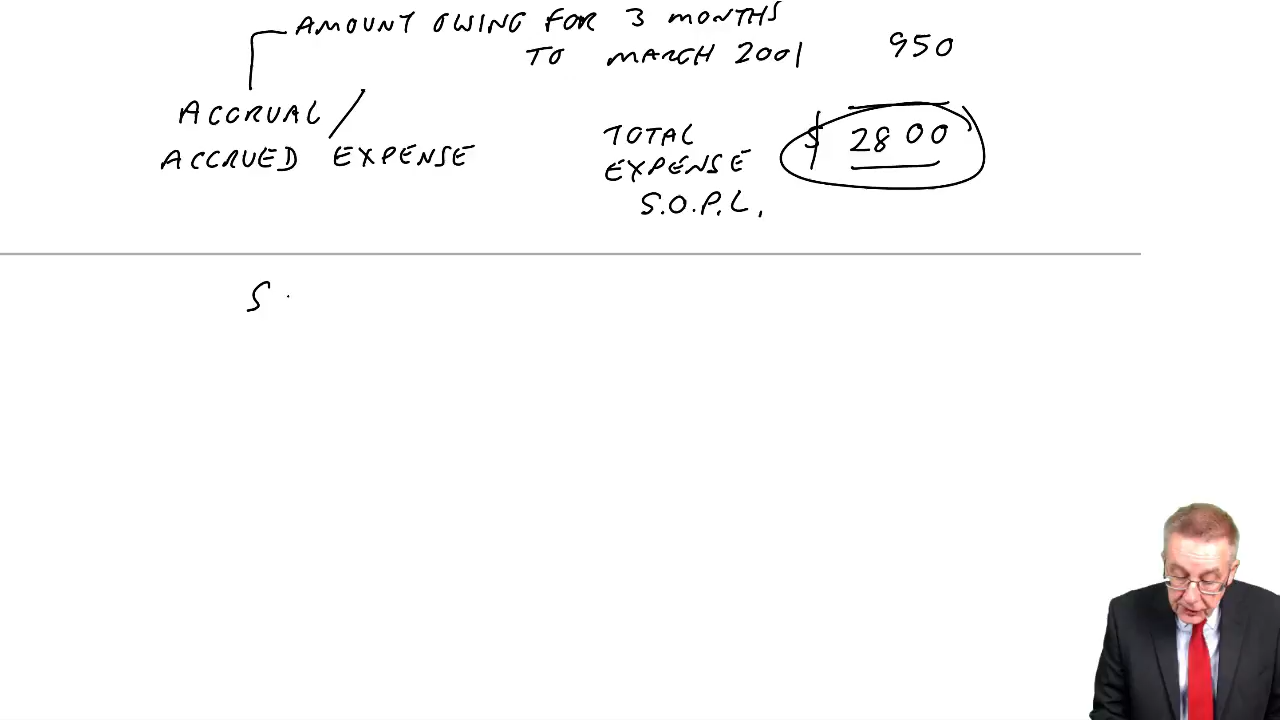 AMOUNT OWING FOR 3 MONTHS
TO MARCH 2001 950
ACCRUAL /
ACCRUED EXPENSE
TOTAL $ 2800
EXPENSE
S.O.P.L.
S.